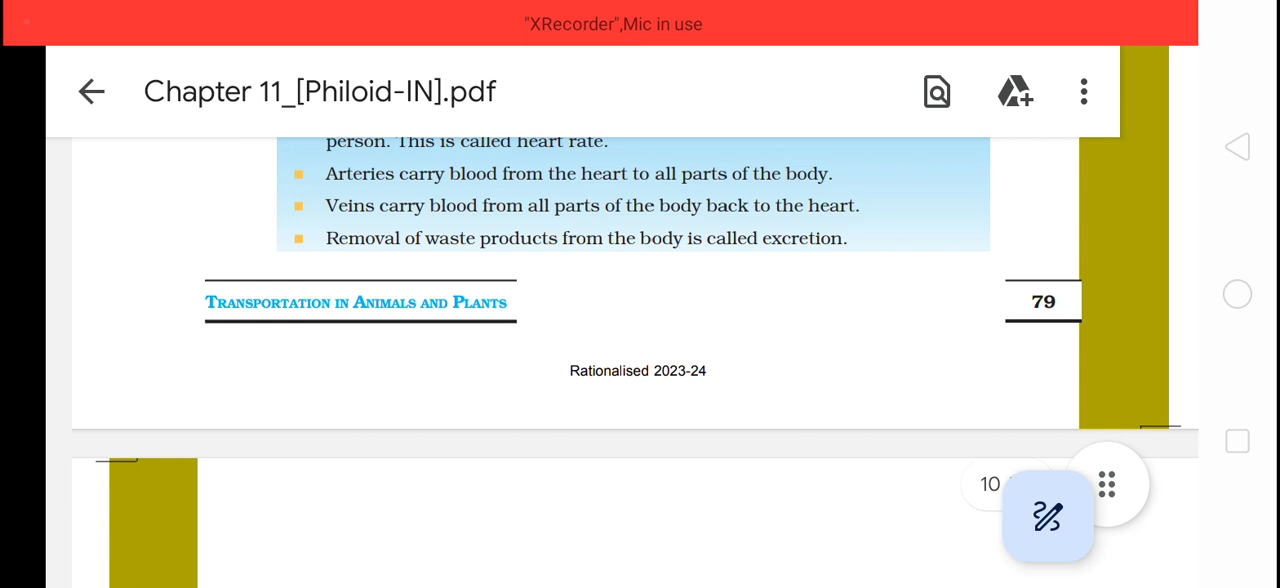 "XRecorder",Mic in use
Chapter 11_[Philoid-IN].pdf
person. This is called heart rate.
Arteries carry blood from the heart to all parts of the body.
Veins carry blood from all parts of the body back to the heart.
Removal of waste products from the body is called excretion.
TRANSPORTATION IN ANIMALS AND PLANTS
79
Rationalised 2023-24
10